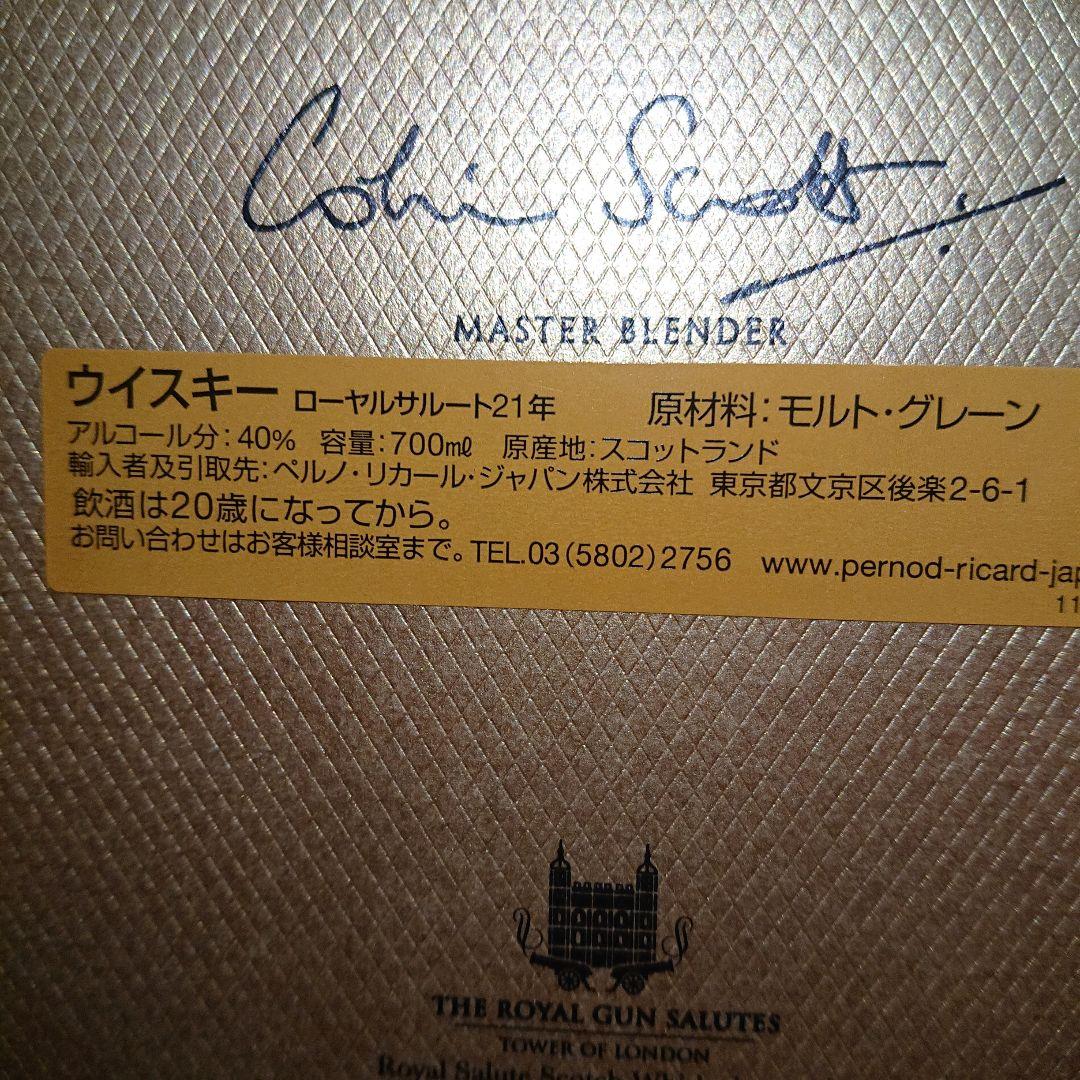 Colin Scott
MASTER BLENDER
ウイスキー ローヤルサルート21年 原材料:モルト・グレーン
アルコール分:40% 容量:700㎖ 原産地:スコットランド
輸入者及引取先:ペルノ・リカール・ジャパン株式会社 東京都文京区後楽2-6-1
飲酒は20歳になってから。
お問い合わせはお客様相談室まで。TEL.03(5802)2756 www.pernod-ricard-jap
11
THE ROYAL GUN SALUTES
TOWER OF LONDON
Royal Salute Scotch